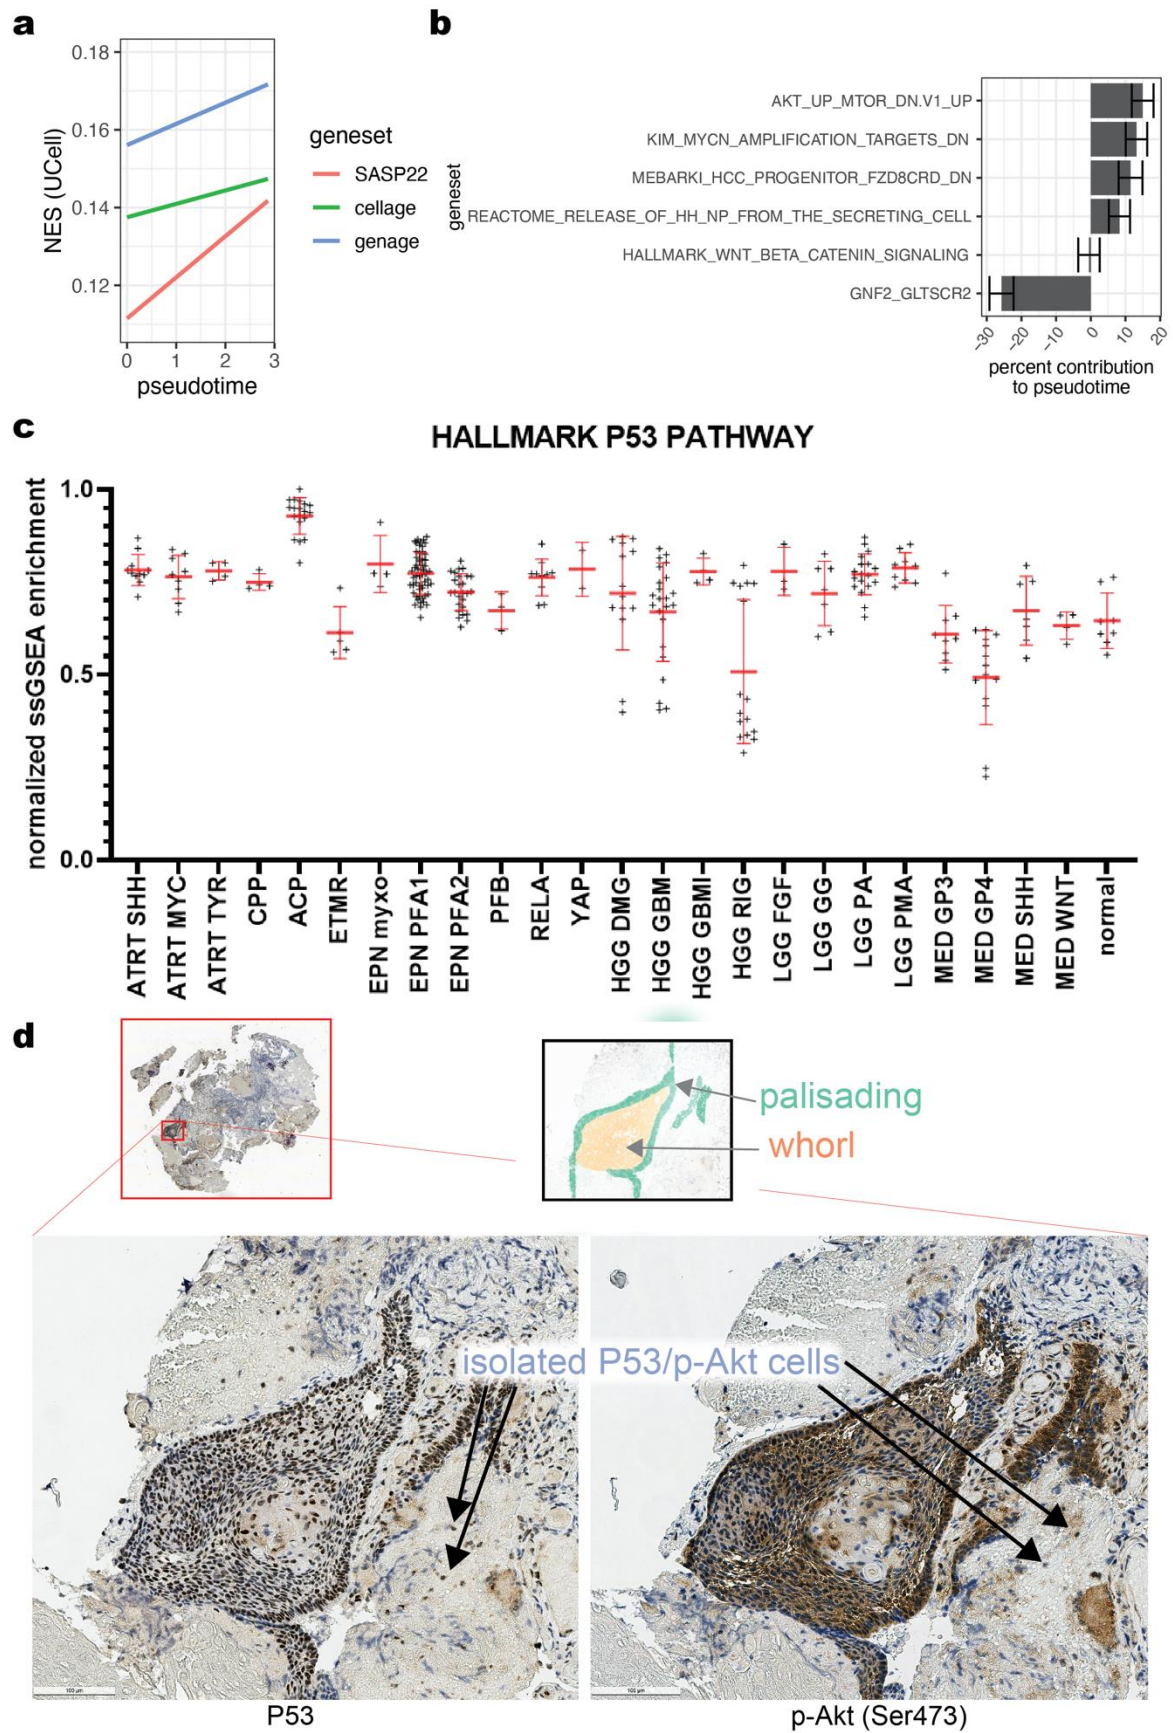 a
0.18
0.16
0.14
0.12
NES (UCell)
0 1 2 3
pseudotime
geneset
SASP22
cellage
genage
b
geneset
AKT_UP_MTOR_DN.V1_UP
KIM_MYCN_AMPLIFICATION_TARGETS_DN
MEBARKI_HCC_PROGENITOR_FZD8CRD_DN
REACTOME_RELEASE_OF_HH_NP_FROM_THE_SECRETING_CELL
HALLMARK_WNT_BETA_CATENIN_SIGNALING
GNF2_GLTSCR2
-30 -20 -10 0 10 20
percent contribution
to pseudotime
c
HALLMARK P53 PATHWAY
normalized ssGSEA enrichment
1.0
0.5
0.0
ATRT SHH
ATRT MYC
ATRT TYR
CPP
ACP
ETMR
EPN myxo
EPN PFA1
EPN PFA2
PFB
RELA
YAP
HGG DMG
HGG GBM
HGG GBMI
HGG RIG
LGG FGF
LGG GG
LGG PA
LGG PMA
MED GP3
MED GP4
MED SHH
MED WNT
normal
d
palisading
whorl
isolated P53/p-Akt cells
100 µm
100 µm
P53
p-Akt (Ser473)